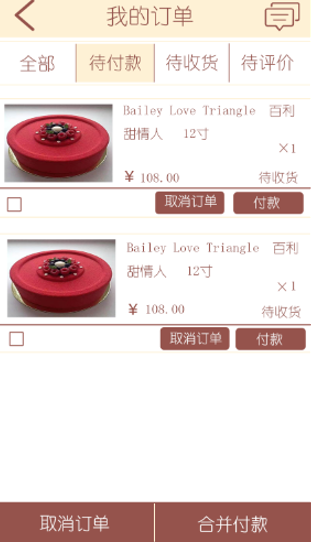 我的订单
全部 待付款 待收货 待评价
Bailey Love Triangle 百利
甜情人 12寸
×1
¥ 108.00 待收货
取消订单 付款
Bailey Love Triangle 百利
甜情人 12寸
×1
¥ 108.00 待收货
取消订单 付款
取消订单 合并付款